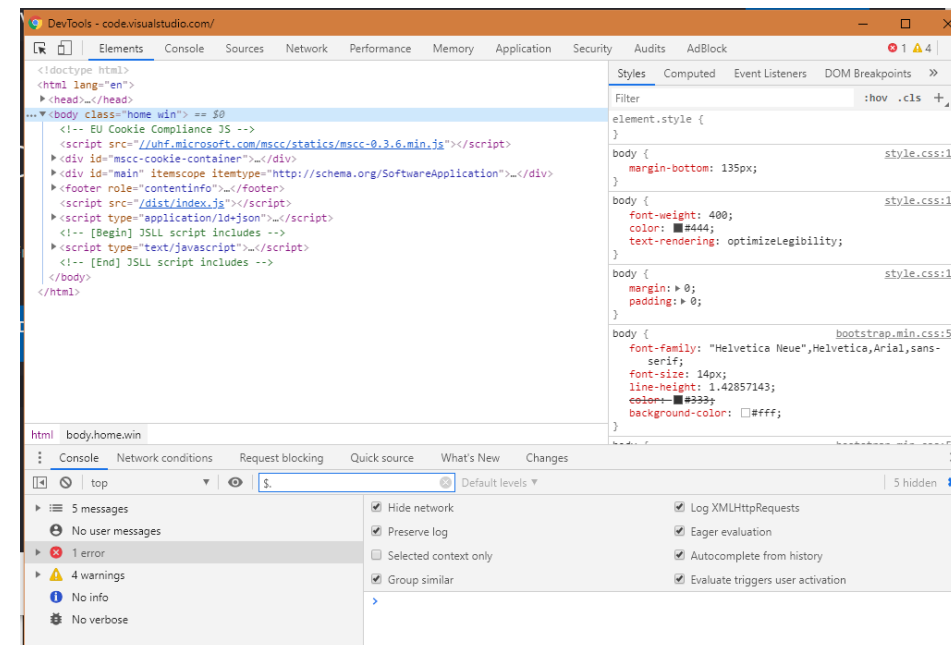 DevTools - code.visualstudio.com/
Elements Console Sources Network Performance Memory Application Security Audits AdBlock 1 4
<!doctype html>
<html lang="en">
<head>…</head>
<body class="home win"> == $0
<!-- EU Cookie Compliance JS -->
<script src="//uhf.microsoft.com/mscc/statics/mscc-0.3.6.min.js"></script>
<div id="mscc-cookie-container">…</div>
<div id="main" itemscope itemtype="http://schema.org/SoftwareApplication">…</div>
<footer role="contentinfo">…</footer>
<script src="/dist/index.js"></script>
<script type="application/ld+json">…</script>
<!-- [Begin] JSLL script includes -->
<script type="text/javascript">…</script>
<!-- [End] JSLL script includes -->
</body>
</html>
html body.home.win
Styles Computed Event Listeners DOM Breakpoints »
Filter :hov .cls +
element.style {
}
body { style.css:1
margin-bottom: 135px;
}
body { style.css:1
font-weight: 400;
color: #444;
text-rendering: optimizeLegibility;
}
body { style.css:1
margin: 0;
padding: 0;
}
body { bootstrap.min.css:5
font-family: "Helvetica Neue",Helvetica,Arial,sans-
serif;
font-size: 14px;
line-height: 1.42857143;
color: #333;
background-color: #fff;
}
Console Network conditions Request blocking Quick source What's New Changes
top $. Default levels 5 hidden
5 messages
No user messages
1 error
4 warnings
No info
No verbose
Hide network
Preserve log
Selected context only
Group similar
Log XMLHttpRequests
Eager evaluation
Autocomplete from history
Evaluate triggers user activation